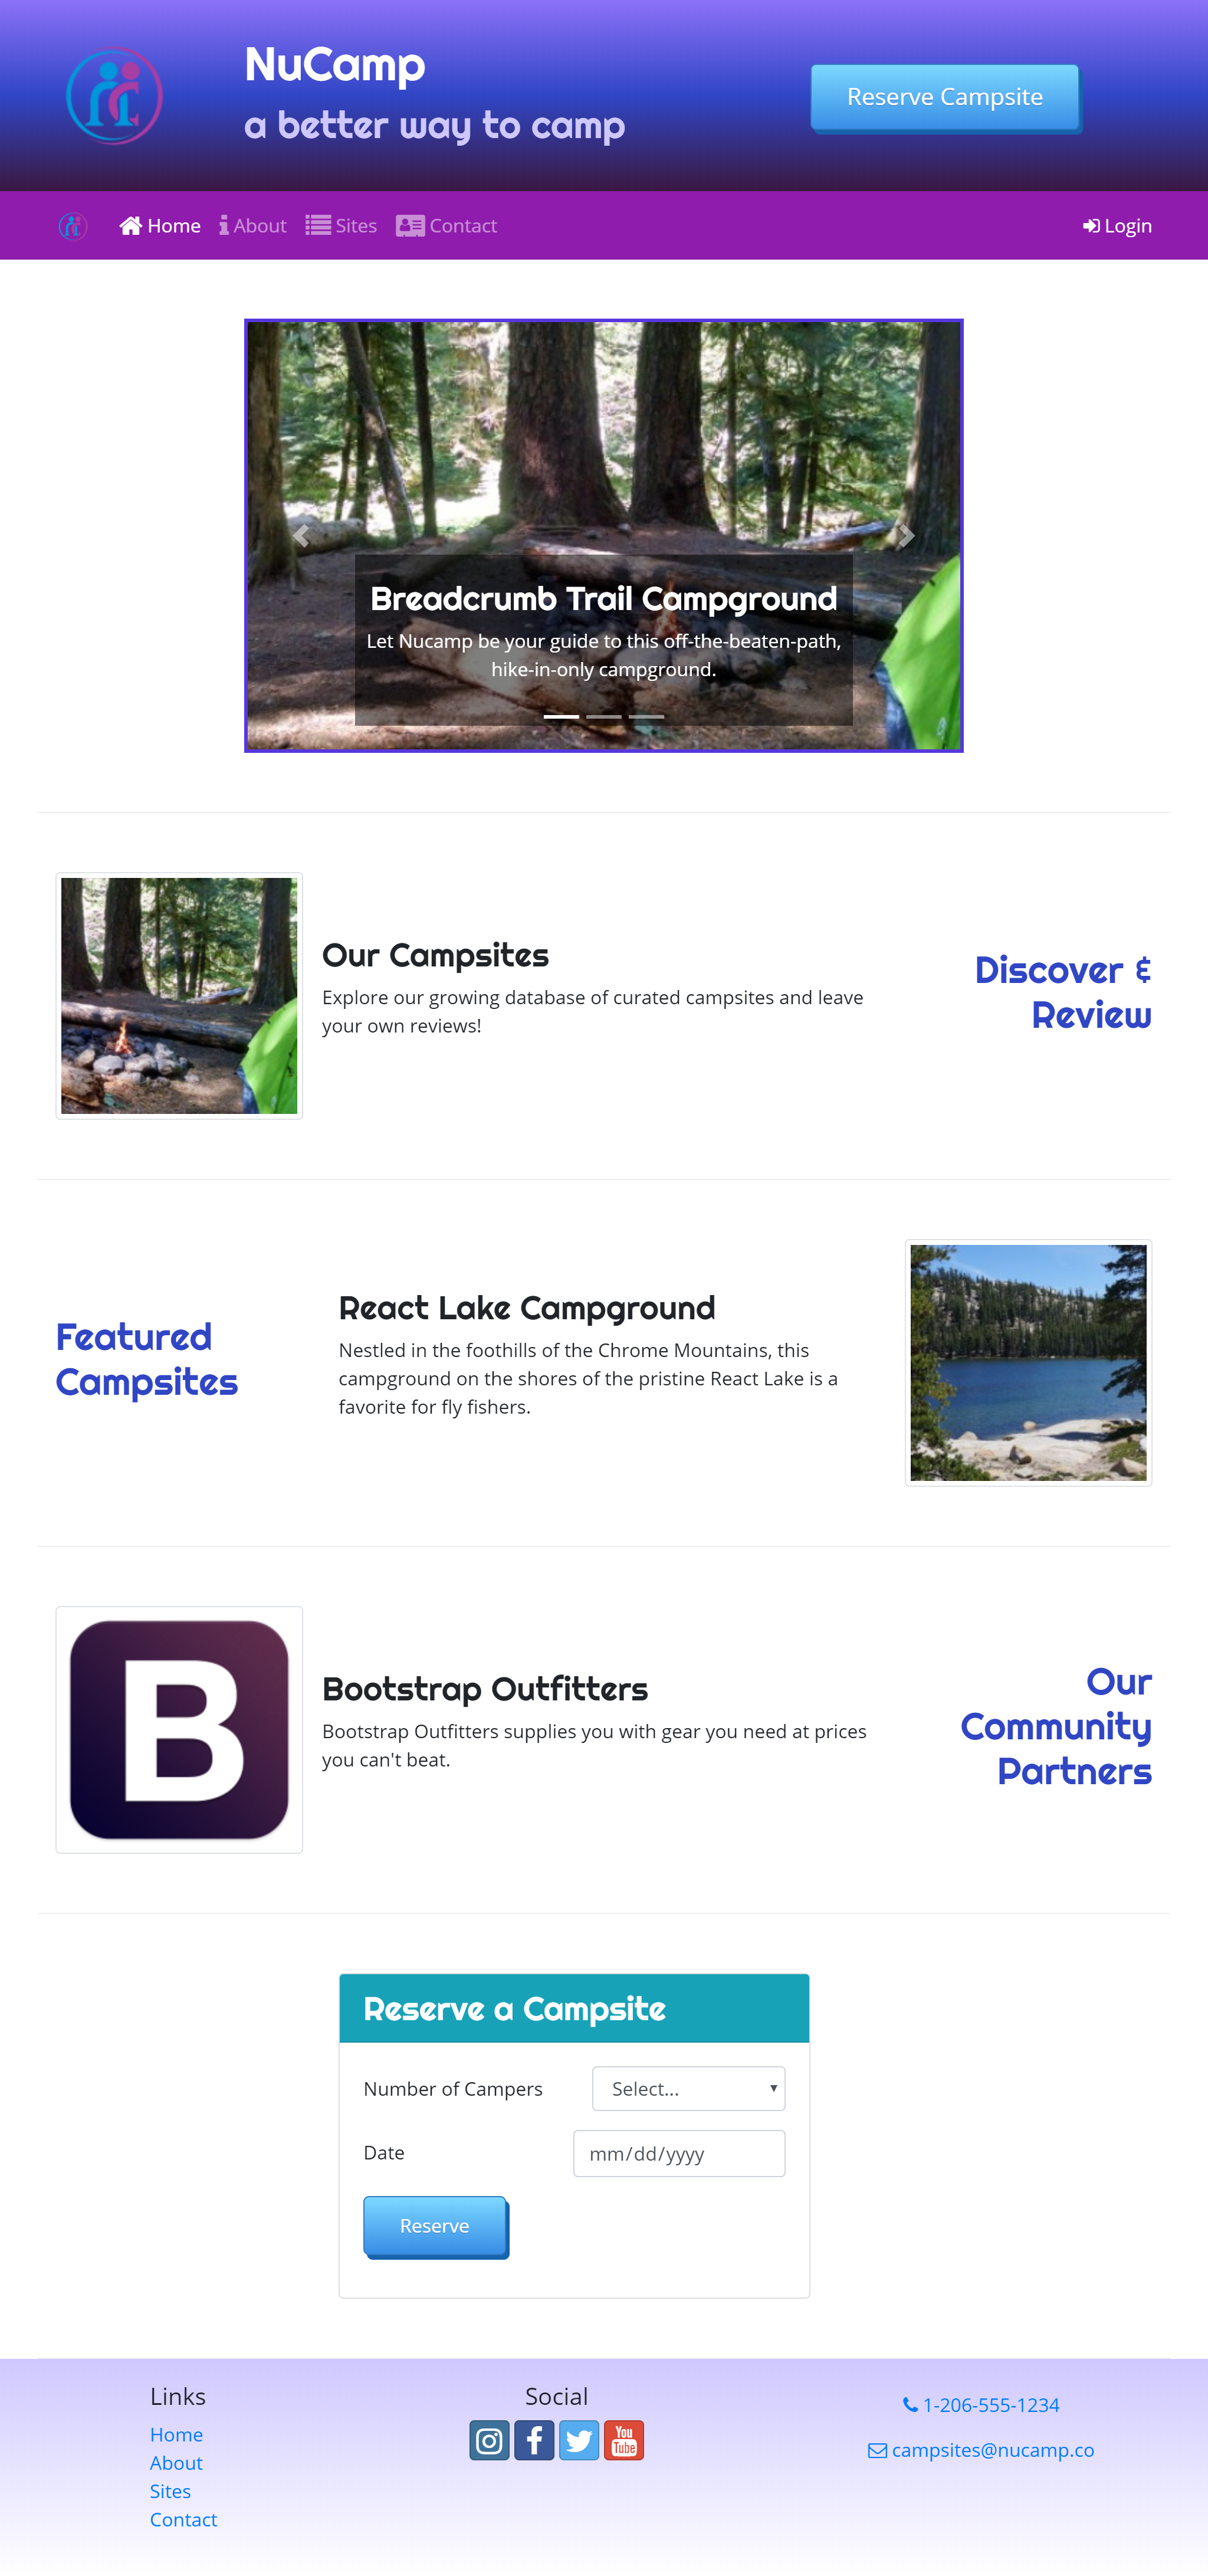 NuCamp
a better way to camp
Reserve Campsite
Home
About
Sites
Contact
Login
Breadcrumb Trail Campground
Let Nucamp be your guide to this off-the-beaten-path,
hike-in-only campground.
Our Campsites
Explore our growing database of curated campsites and leave
your own reviews!
Discover &
Review
Featured
Campsites
React Lake Campground
Nestled in the foothills of the Chrome Mountains, this
campground on the shores of the pristine React Lake is a
favorite for fly fishers.
B
Bootstrap Outfitters
Bootstrap Outfitters supplies you with gear you need at prices
you can't beat.
Our
Community
Partners
Reserve a Campsite
Number of Campers
Select...
Date
mm/dd/yyyy
Reserve
Links
Home
About
Sites
Contact
Social
You
Tube
1-206-555-1234
campsites@nucamp.co